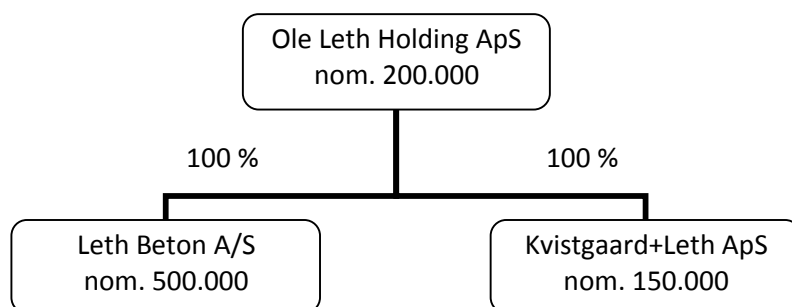 Ole Leth Holding ApS
nom. 200.000
100 %
100 %
Leth Beton A/S
nom. 500.000
Kvistgaard+Leth ApS
nom. 150.000